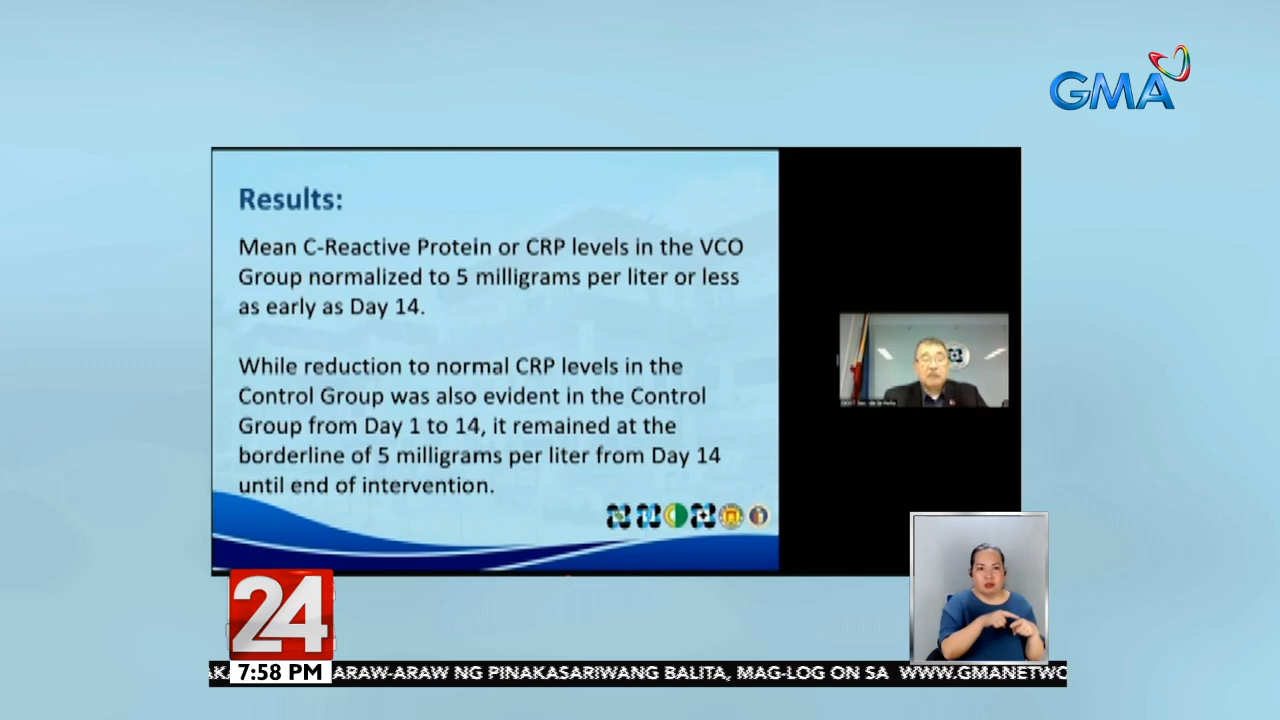 GMA
Results:
Mean C-Reactive Protein or CRP levels in the VCO
Group normalized to 5 milligrams per liter or less
as early as Day 14.
While reduction to normal CRP levels in the
Control Group was also evident in the Control
Group from Day 1 to 14, it remained at the
borderline of 5 milligrams per liter from Day 14
until end of intervention.
24
7:58 PM
ARAW-ARAW NG PINAKASARIWANG BALITA, MAG-LOG ON SA WWW.GMANETWO